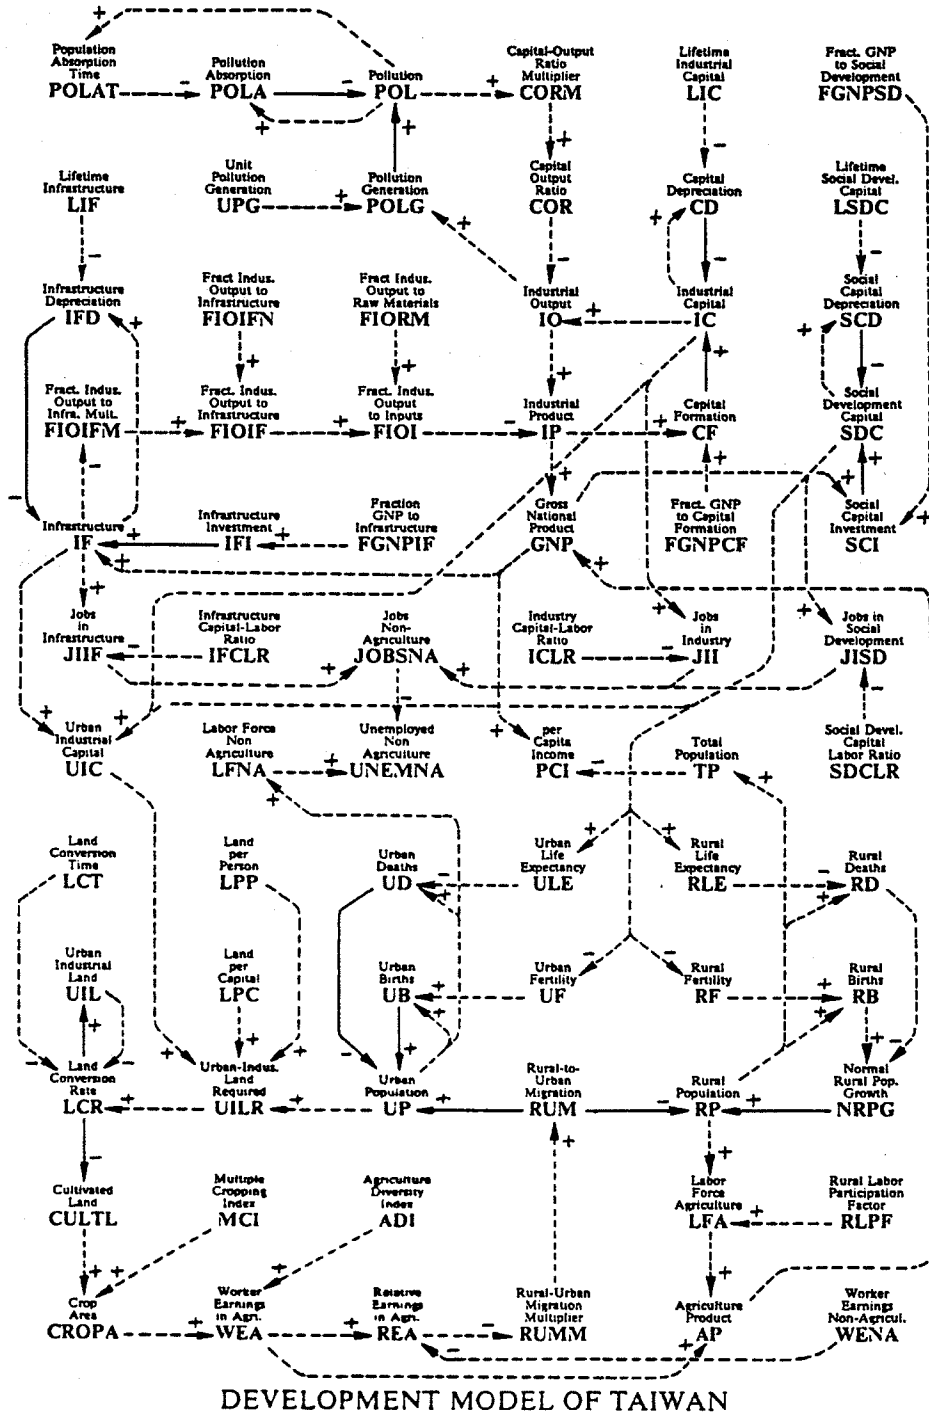 +
Population
Absorption
Time
POLAT
-
Pollution
Absorption
POLA
-
+
Pollution
POL
+
Capital-Output
Ratio
Multiplier
CORM
Lifetime
Industrial
Capital
LIC
Fract. GNP
to Social
Development
FGNPSD
+
+
-
Lifetime
Infrastructure
LIF
Unit
Pollution
Generation
UPG
+
Pollution
Generation
POLG
+
Capital
Output
Ratio
COR
Capital
Depreciation
CD
+
Lifetime
Social Devel.
Capital
LSDC
-
-
-
-
Infrastructure
Depreciation
IFD
+
Fract Indus.
Output to
Infrastructure
FIOIFN
Fract Indus.
Output to
Raw Materials
FIORM
Industrial
Output
IO
+
Industrial
Capital
IC
Social
Capital
Depreciation
SCD
+
+
+
+
+
-
Fract. Indus.
Output to
Infra. Mult.
FIOIFM
+
Fract. Indus.
Output to
Infrastructure
FIOIF
+
Fract. Indus.
Output
to Inputs
FIOI
-
Industrial
Product
IP
+
Capital
Formation
CF
Social
Development
Capital
SDC
-
-
+
+
+
+
Infrastructure
IF
+
Infrastructure
Investment
IFI
+
Fraction
GNP to
Infrastructure
FGNPIF
Gross
National
Product
GNP
Fract. GNP
to Capital
Formation
FGNPCF
Social
Capital
Investment
SCI
+
+
+
+
Jobs
in
Infrastructure
JIIF
-
Infrastructure
Capital-Labor
Ratio
IFCLR
Jobs
Non-
Agriculture
JOBSNA
+
+
Industry
Capital-Labor
Ratio
ICLR
-
Jobs
in
Industry
JII
+
Jobs in
Social
Development
JISD
+
-
-
+
+
Urban
Industrial
Capital
UIC
Labor Force
Non
Agriculture
LFNA
+
Unemployed
Non
Agriculture
UNEMNA
+
per
Capita
Income
PCI
-
Total
Population
TP
Social Devel.
Capital
Labor Ratio
SDCLR
+
+
Land
Conversion
Time
LCT
Land
per
Person
LPP
Urban
Deaths
UD
-
+
+
Urban
Life
Expectancy
ULE
+
Rural
Life
Expectancy
RLE
-
+
Rural
Deaths
RD
Urban
Industrial
Land
UIL
Land
per
Capital
LPC
Urban
Births
UB
+
+
-
Urban
Fertility
UF
-
Rural
Fertility
RF
+
+
Rural
Births
RB
+
-
+
+
+
-
+
+
-
-
Land
Conversion
Rate
LCR
+
Urban-Indus.
Land
Required
UILR
+
Urban
Population
UP
+
Rural-to-
Urban
Migration
RUM
-
Rural
Population
RP
+
Normal
Rural Pop.
Growth
NRPG
-
+
+
Cultivated
Land
CULTL
Multiple
Cropping
Index
MCI
Agriculture
Diversity
Index
ADI
Labor
Force
Agriculture
LFA
+
Rural Labor
Participation
Factor
RLPF
+
+
+
+
Crop
Area
CROPA
+
Worker
Earnings
in Agri.
WEA
+
Relative
Earnings
in Agri.
REA
-
-
Rural-Urban
Migration
Multiplier
RUMM
Agriculture
Product
AP
+
Worker
Earnings
Non-Agricul.
WENA
DEVELOPMENT MODEL OF TAIWAN